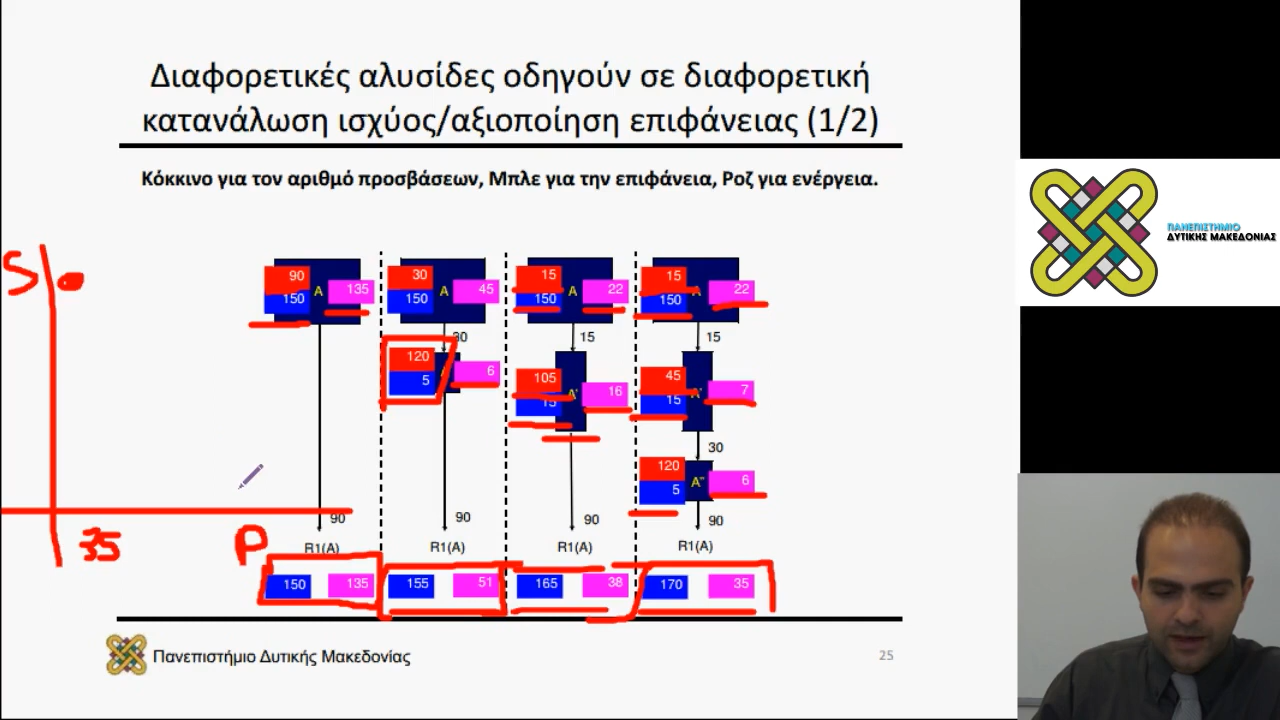 Διαφορετικές αλυσίδες οδηγούν σε διαφορετική
κατανάλωση ισχύος/αξιοποίηση επιφάνειας (1/2)
Κόκκινο για τον αριθμό προσβάσεων, Μπλε για την επιφάνεια, Ροζ για ενέργεια.
S
90
150
A
135
90
R1(A)
150
135
30
150
A
45
30
120
5
6
90
R1(A)
155
51
15
150
A
22
15
105
15
A'
16
90
R1(A)
165
38
15
150
A
22
15
45
15
A'
7
30
120
5
A"
6
90
R1(A)
170
35
35
P
Πανεπιστήμιο Δυτικής Μακεδονίας
25
ΠΑΝΕΠΙΣΤΗΜΙΟ
ΔΥΤΙΚΗΣ ΜΑΚΕΔΟΝΙΑΣ